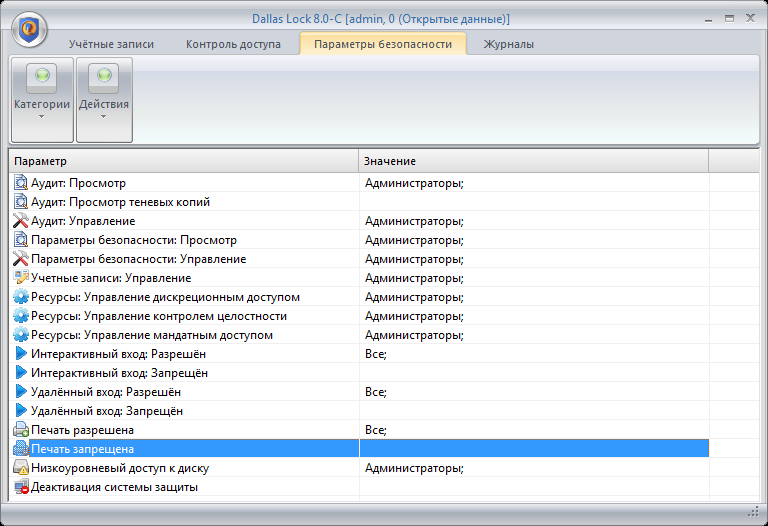 Dallas Lock 8.0-C [admin, 0 (Открытые данные)]
Учётные записи Контроль доступа Параметры безопасности Журналы
Категории Действия
Параметр Значение
Аудит: Просмотр Администраторы;
Аудит: Просмотр теневых копий
Аудит: Управление Администраторы;
Параметры безопасности: Просмотр Администраторы;
Параметры безопасности: Управление Администраторы;
Учетные записи: Управление Администраторы;
Ресурсы: Управление дискреционным доступом Администраторы;
Ресурсы: Управление контролем целостности Администраторы;
Ресурсы: Управление мандатным доступом Администраторы;
Интерактивный вход: Разрешён Все;
Интерактивный вход: Запрещён
Удалённый вход: Разрешён Все;
Удалённый вход: Запрещён
Печать разрешена Все;
Печать запрещена
Низкоуровневый доступ к диску Администраторы;
Деактивация системы защиты